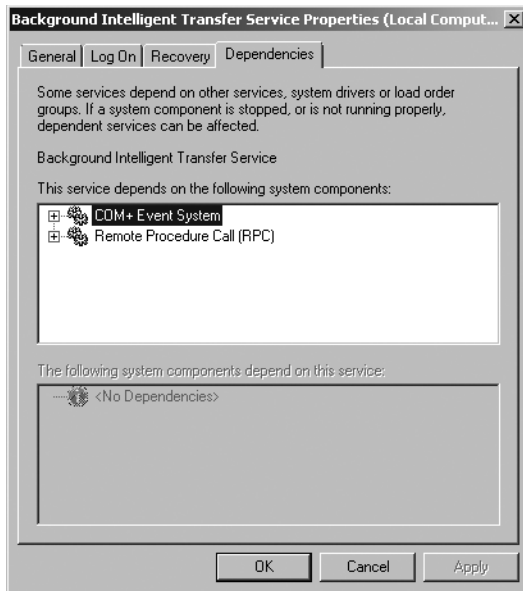 Background Intelligent Transfer Service Properties (Local Comput...
General
Log On
Recovery
Dependencies
Some services depend on other services, system drivers or load order
groups. If a system component is stopped, or is not running properly,
dependent services can be affected.
Background Intelligent Transfer Service
This service depends on the following system components:
COM+ Event System
Remote Procedure Call (RPC)
The following system components depend on this service:
<No Dependencies>
OK
Cancel
Apply